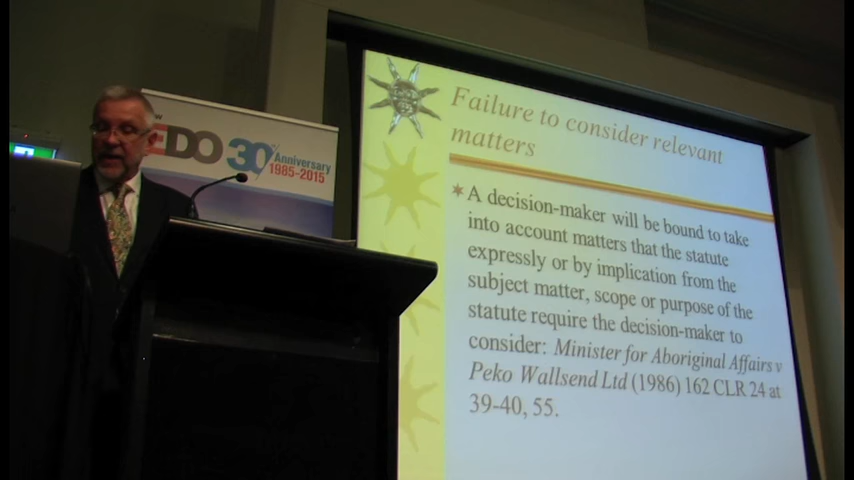 EDO 30
Anniversary
1985-2015
Failure to consider relevant
matters
A decision-maker will be bound to take
into account matters that the statute
expressly or by implication from the
subject matter, scope or purpose of the
statute require the decision-maker to
consider: Minister for Aboriginal Affairs v
Peko Wallsend Ltd (1986) 162 CLR 24 at
39-40, 55.